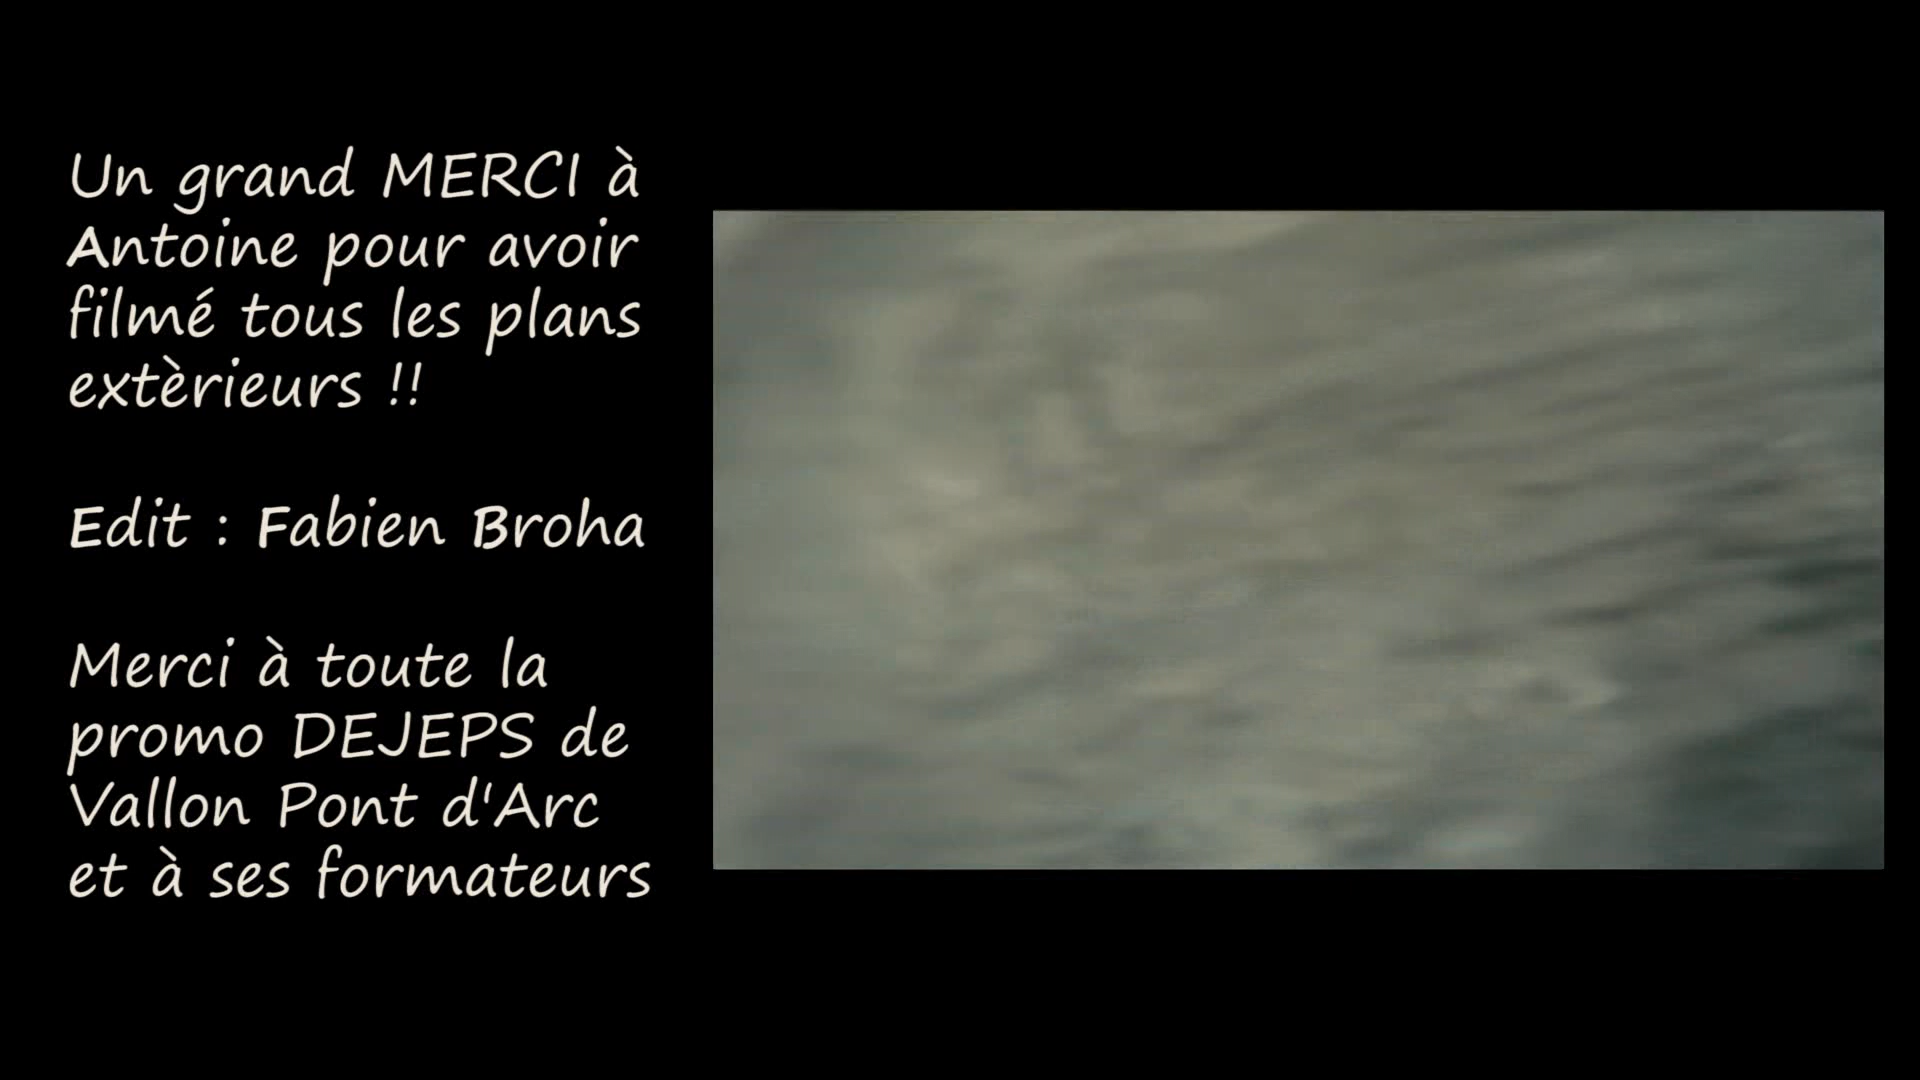 Un grand MERCI à
Antoine pour avoir
filmé tous les plans
extèrieurs !!
Edit : Fabien Broha
Merci à toute la
promo DEJEPS de
Vallon Pont d'Arc
et à ses formateurs